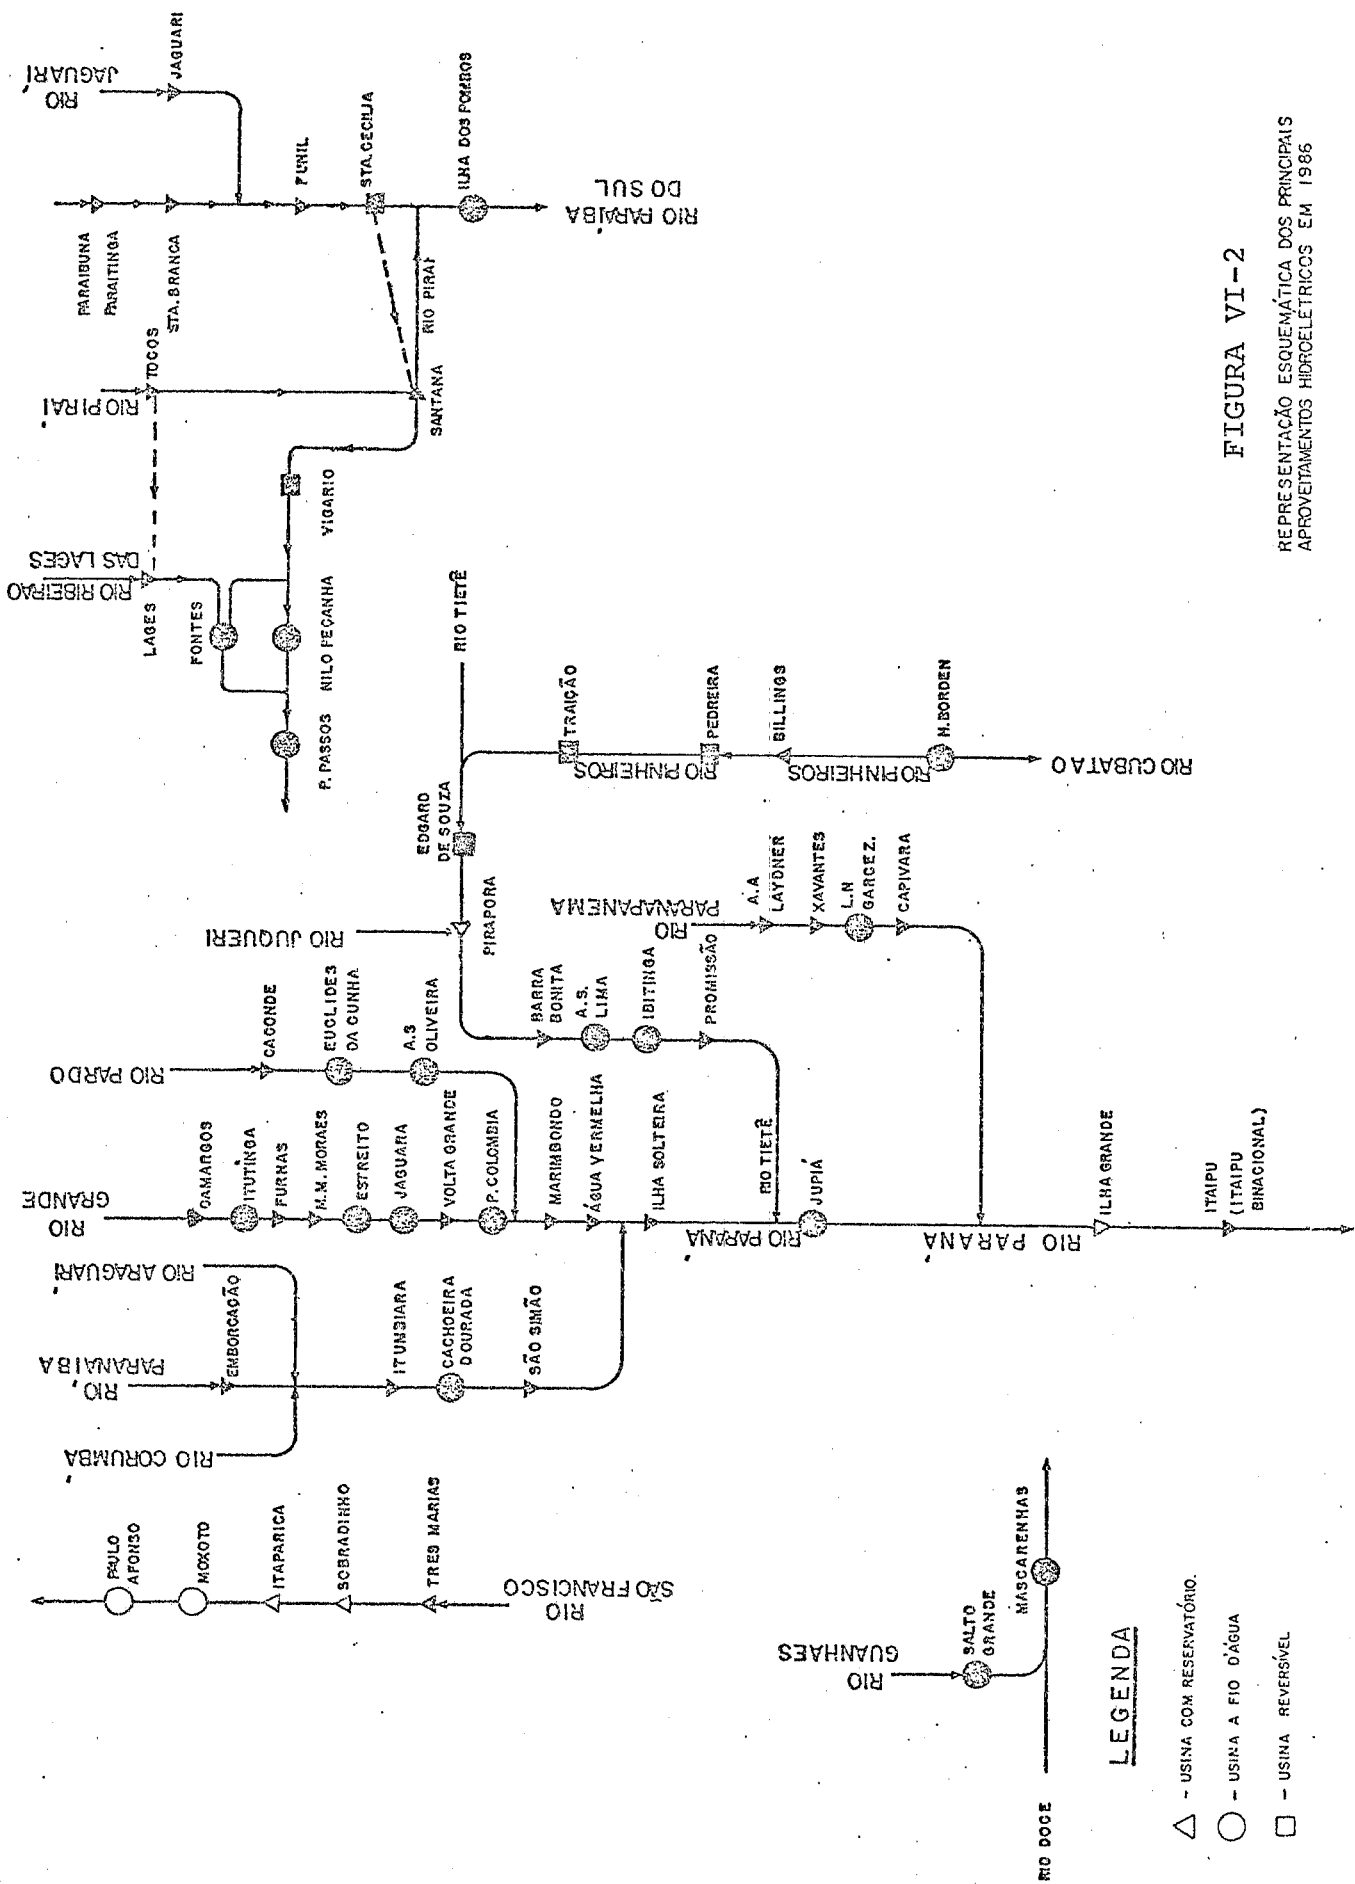 RIO
SÃO FRANCISCO
TRES MARIAS
SOBRADINHO
ITAPARICA
MOXOTO
PAULO
AFONSO
RIO CORUMBÁ
RIO
PARANAIBA
RIO ARAGUARI
EMBORCAÇÃO
ITUMBIARA
CACHOEIRA
DOURADA
SÃO SIMÃO
RIO
GRANDE
CAMARGOS
ITUTINGA
FURNAS
M.M. MORAES
ESTREITO
JAGUARA
VOLTA GRANDE
P. COLOMBIA
MARIMBONDO
ÁGUA VERMELHA
ILHA SOLTEIRA
RIO PARANÁ
RIO TIETÊ
JUPIÁ
RIO PARANÁ
ILHA GRANDE
ITAIPU
(ITAIPU
BINACIONAL)
RIO PARDO
CACONDE
EUCLIDES
DA CUNHA
A.S
OLIVEIRA
RIO JUQUERI
PIRAPORA
EDGARD
DE SOUZA
RIO TIETÊ
BARRA
BONITA
A.S.
LIMA
IBITINGA
PROMISSÃO
RIO
PARANAPANEMA
A.A
LAYDNER
XAVANTES
L.N
GARCEZ.
CAPIVARA
TRAIÇÃO
RIO PINHEIROS
PEDREIRA
BILLINGS
RIO PINHEIROS
H.BORDEN
RIO CUBATAO
RIO RIBEIRAO
DAS LAGES
LAGES
FONTES
NILO PEÇANHA
P. PASSOS
VIGARIO
RIO PIRAÍ
TOCOS
SANTANA
RIO PIRAÍ
PARAIBUNA
PARAITINGA
STA. BRANCA
RIO
JAGUARÍ
JAGUARI
FUNIL
STA. CECILIA
ILHA DOS POMBOS
RIO PARAÍBA
DO SUL
RIO
GUANHAES
SALTO
GRANDE
MASCARENHAS
RIO DOCE
LEGENDA
- USINA COM RESERVATÓRIO.
- USINA A FIO D'ÁGUA
- USINA REVERSÍVEL
FIGURA VI-2
REPRESENTAÇÃO ESQUEMÁTICA DOS PRINCIPAIS
APROVEITAMENTOS HIDROELÉTRICOS EM 1986